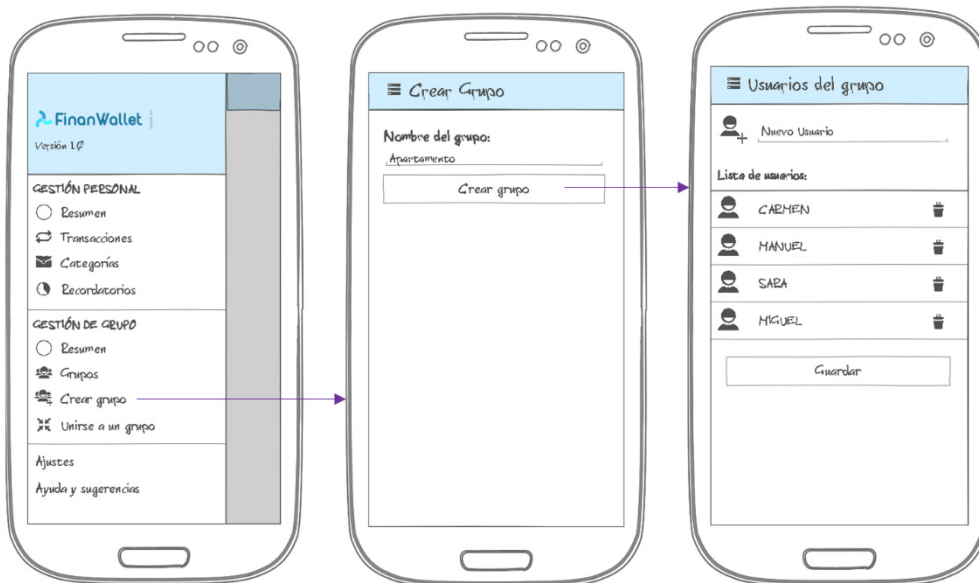 FinanWallet
Versión 1.0
GESTIÓN PERSONAL
Resumen
Transacciones
Categorías
Recordatorios
GESTIÓN DE GRUPO
Resumen
Grupos
Crear grupo
Unirse a un grupo
Ajustes
Ayuda y sugerencias
Crear Grupo
Nombre del grupo:
Apartamento
Crear grupo
Usuarios del grupo
Nuevo Usuario
Lista de usuarios:
CARMEN
MANUEL
SARA
MIGUEL
Guardar